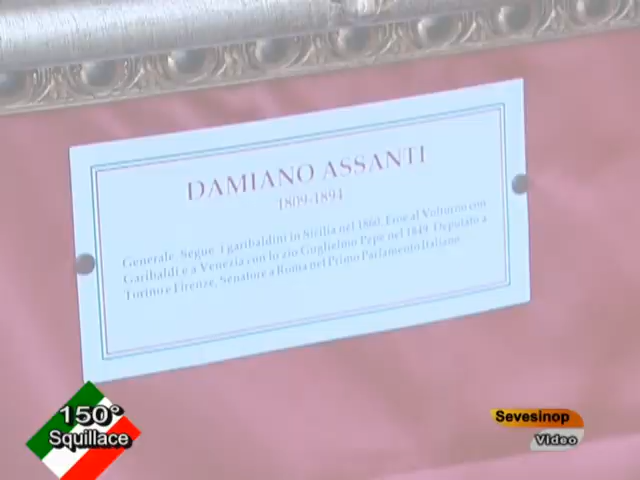 DAMIANO ASSANTI
1809-1894
Generale. Segue i garibaldini in Sicilia nel 1860. Eroe al Volturno con
Garibaldi e a Venezia con lo zio Guglielmo Pepe nel 1849. Deputato a
Torino e Firenze, Senatore a Roma nel Primo Parlamento Italiano.
150°
Squillace
Sevesinop
Video